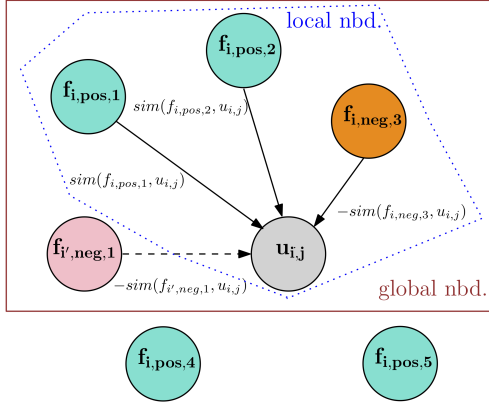 local nbd.
f_{i,pos,2}
f_{i,pos,1}
sim(f_{i,pos,2}, u_{i,j})
f_{i,neg,3}
sim(f_{i,pos,1}, u_{i,j})
-sim(f_{i,neg,3}, u_{i,j})
f_{i',neg,1}
u_{i,j}
-sim(f_{i',neg,1}, u_{i,j})
global nbd.
f_{i,pos,4}
f_{i,pos,5}